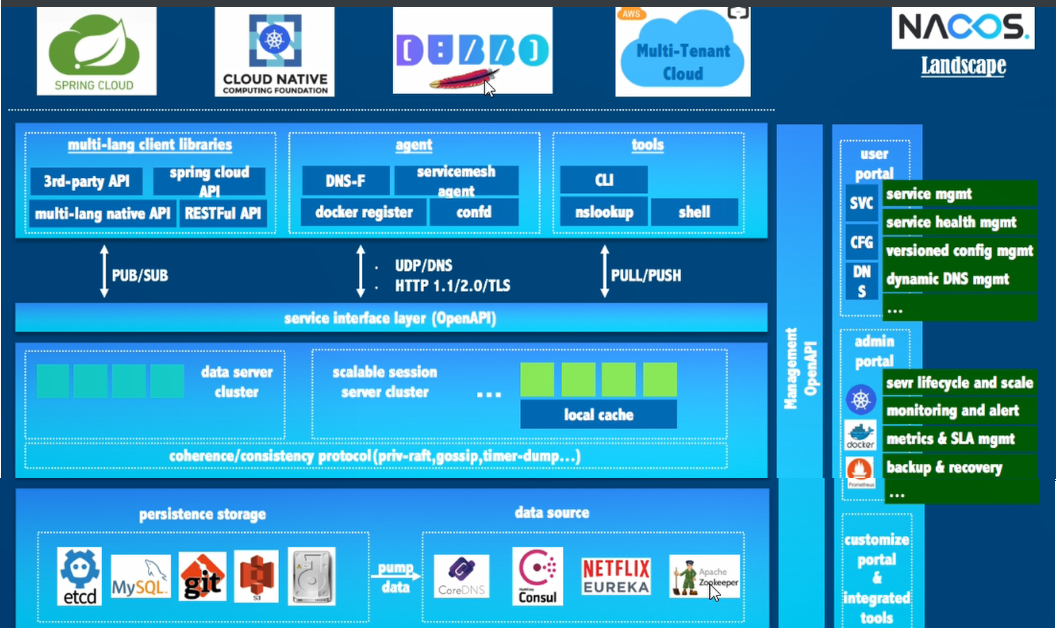 SPRING CLOUD
CLOUD NATIVE
COMPUTING FOUNDATION
DUBBO
AWS
Multi-Tenant
Cloud
NACOS.
Landscape
multi-lang client libraries
3rd-party API
spring cloud
API
multi-lang native API
RESTFul API
agent
DNS-F
servicemesh
agent
docker register
confd
tools
CLI
nslookup
shell
PUB/SUB
· UDP/DNS
· HTTP 1.1/2.0/TLS
PULL/PUSH
service interface layer (OpenAPI)
data server
cluster
scalable session
server cluster
...
local cache
coherence/consistency protocol(priv-raft,gossip,timer-dump...)
persistence storage
etcd
MySQL
git
S3
pump
data
data source
CoreDNS
Consul
NETFLIX
EUREKA
Apache
Zookeeper
Management
OpenAPI
user
portal
SVC
CFG
DN
S
service mgmt
service health mgmt
versioned config mgmt
dynamic DNS mgmt
...
admin
portal
docker
Prometheus
sevr lifecycle and scale
monitoring and alert
metrics & SLA mgmt
backup & recovery
...
customize
portal
&
integrated
tools